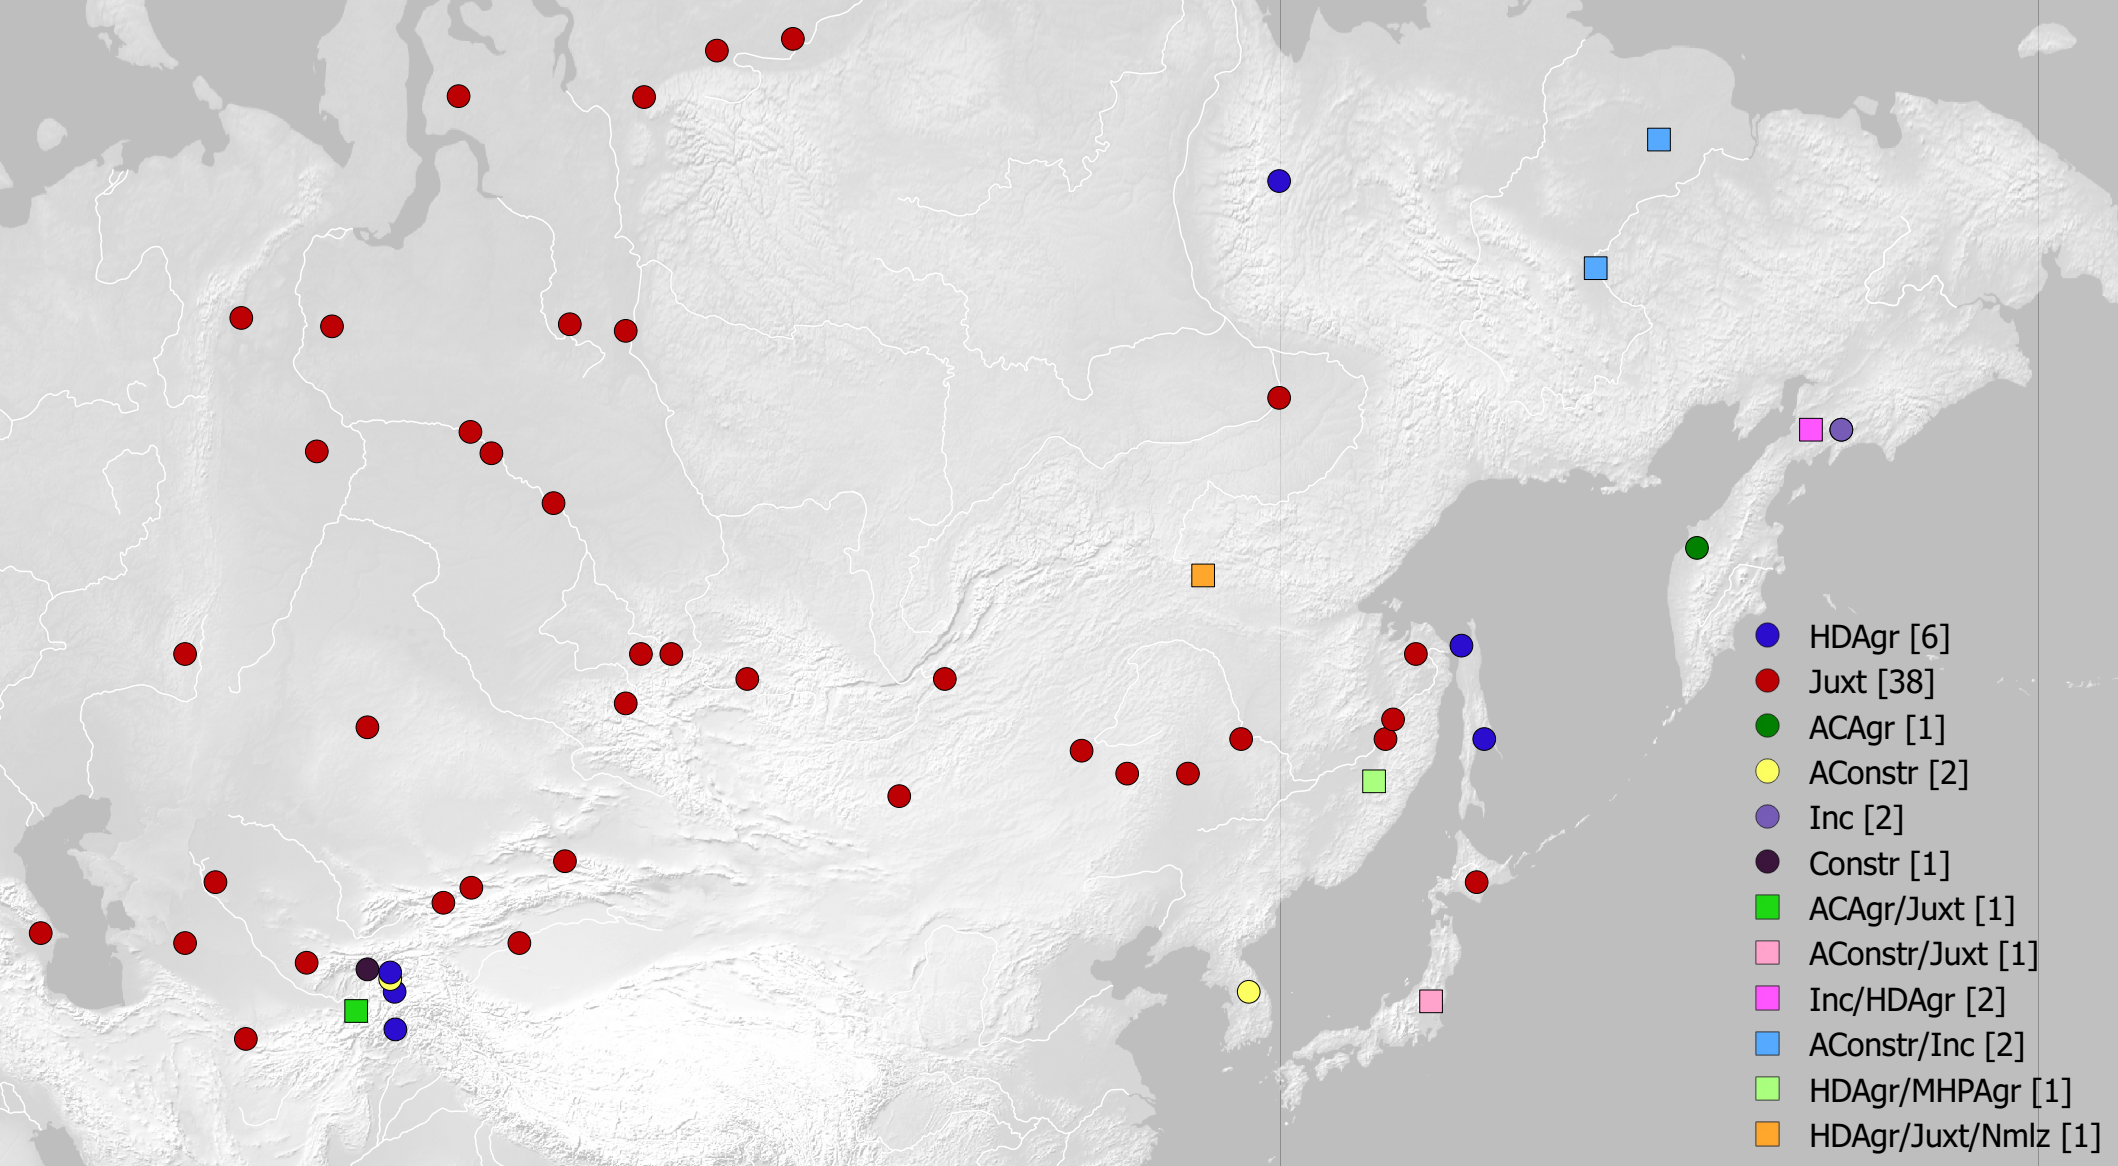 HDAgr [6]
Juxt [38]
ACAgr [1]
AConstr [2]
Inc [2]
Constr [1]
ACAgr/Juxt [1]
AConstr/Juxt [1]
Inc/HDAgr [2]
AConstr/Inc [2]
HDAgr/MHPAgr [1]
HDAgr/Juxt/Nmlz [1]